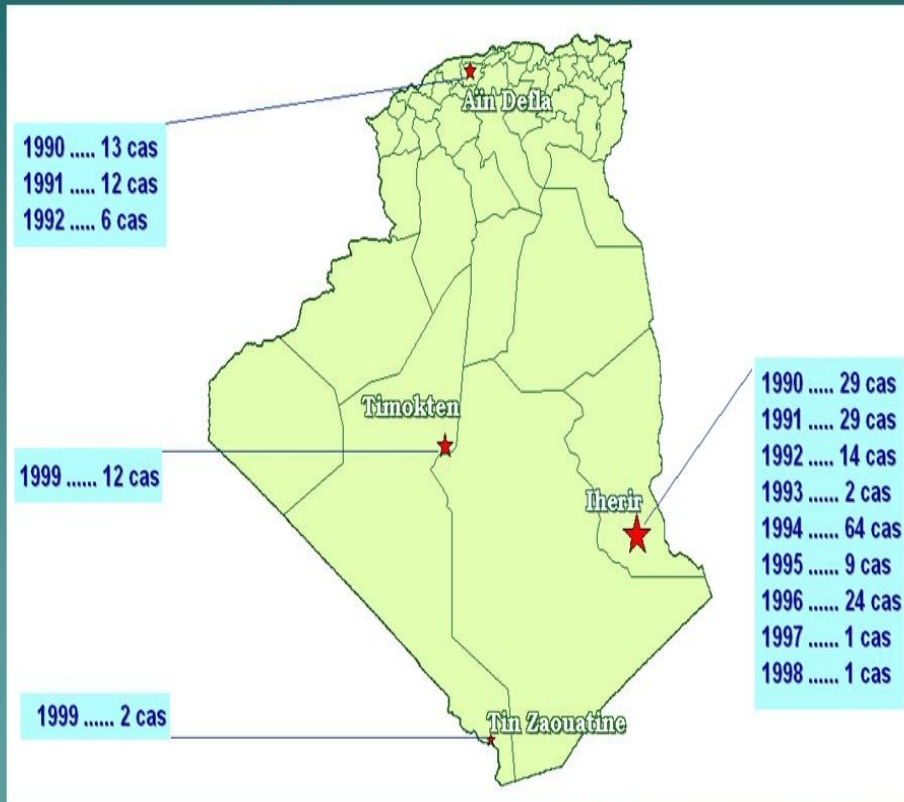 Aïn Defla
1990 ..... 13 cas
1991 ..... 12 cas
1992 ..... 6 cas
Timokten
1999 ...... 12 cas
Iherir
1990 ..... 29 cas
1991 ..... 29 cas
1992 ..... 14 cas
1993 ...... 2 cas
1994 ...... 64 cas
1995 ...... 9 cas
1996 ...... 24 cas
1997 ...... 1 cas
1998 ...... 1 cas
1999 ...... 2 cas
Tin Zaouatine